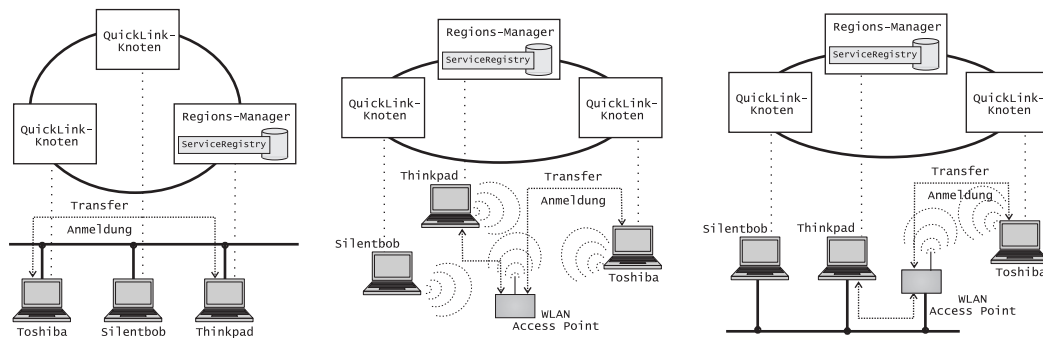 QuickLink-
Knoten
QuickLink-
Knoten
Regions-Manager
ServiceRegistry
Transfer
Anmeldung
Toshiba
Silentbob
Thinkpad
Regions-Manager
ServiceRegistry
QuickLink-
Knoten
QuickLink-
Knoten
Thinkpad
Transfer
Anmeldung
Silentbob
Toshiba
WLAN
Access Point
Regions-Manager
ServiceRegistry
QuickLink-
Knoten
QuickLink-
Knoten
Transfer
Anmeldung
Silentbob
Thinkpad
Toshiba
WLAN
Access Point